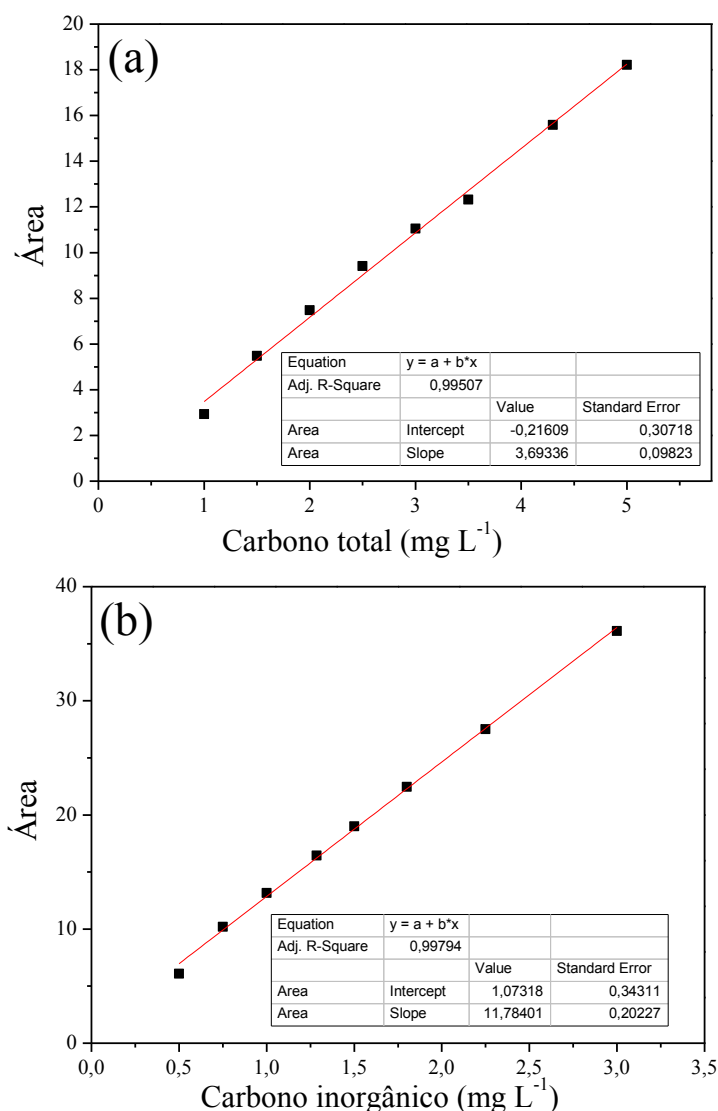 (a)
20
18
16
14
12
10
8
6
4
2
0
Área
Equation y = a + b*x
Adj. R-Square 0,99507
Value Standard Error
Area Intercept -0,21609 0,30718
Area Slope 3,69336 0,09823
0 1 2 3 4 5
Carbono total (mg L⁻¹)
(b)
40
30
20
10
0
Área
Equation y = a + b*x
Adj. R-Square 0,99794
Value Standard Error
Area Intercept 1,07318 0,34311
Area Slope 11,78401 0,20227
0,0 0,5 1,0 1,5 2,0 2,5 3,0 3,5
Carbono inorgânico (mg L⁻¹)